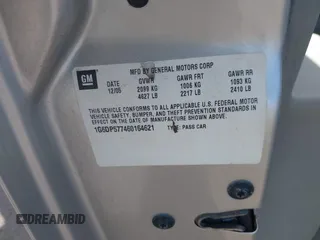 MFD BY GENERAL MOTORS CORP
GM
DATE GVWR GAWR FRT GAWR RR
12/05 2099 KG 1006 KG 1093 KG
4627 LB 2217 LB 2410 LB
THIS VEHICLE CONFORMS TO ALL APPLICABLE U.S. FEDERAL MOTOR
VEHICLE SAFETY, BUMPER, AND THEFT PREVENTION STANDARDS IN
EFFECT ON THE DATE OF MANUFACTURE SHOWN ABOVE.
1G6DP577460164621 TYPE: PASS CAR
DREAMBID